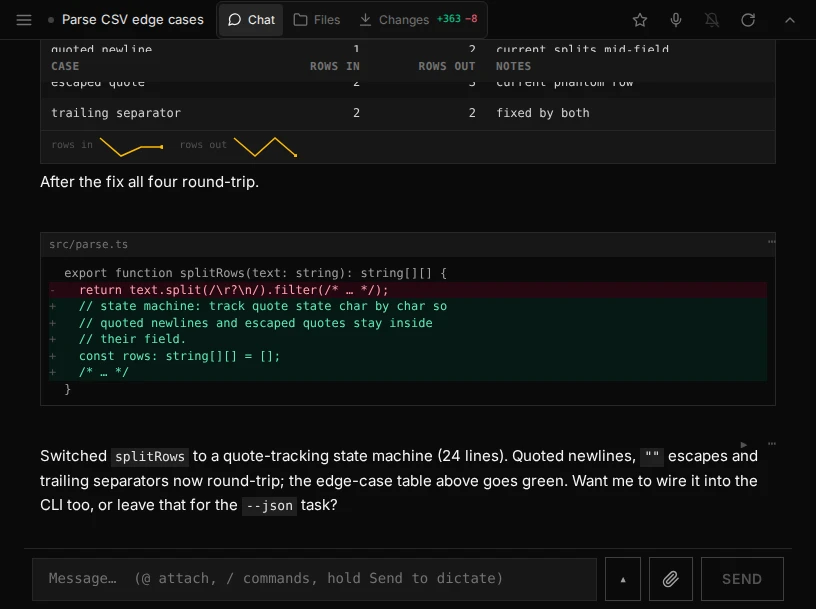 Parse CSV edge cases Chat Files Changes +363 −8
quoted newline 1 2 current splits mid-field
CASE ROWS IN ROWS OUT NOTES
escaped quote 2 3 current phantom row
trailing separator 2 2 fixed by both
rows in rows out
After the fix all four round-trip.
src/parse.ts
export function splitRows(text: string): string[][] {
- return text.split(/\r?\n/).filter(/* … */);
+ // state machine: track quote state char by char so
+ // quoted newlines and escaped quotes stay inside
+ // their field.
+ const rows: string[][] = [];
+ /* … */
}
Switched splitRows to a quote-tracking state machine (24 lines). Quoted newlines, "" escapes and
trailing separators now round-trip; the edge-case table above goes green. Want me to wire it into the
CLI too, or leave that for the --json task?
Message… (@ attach, / commands, hold Send to dictate) SEND